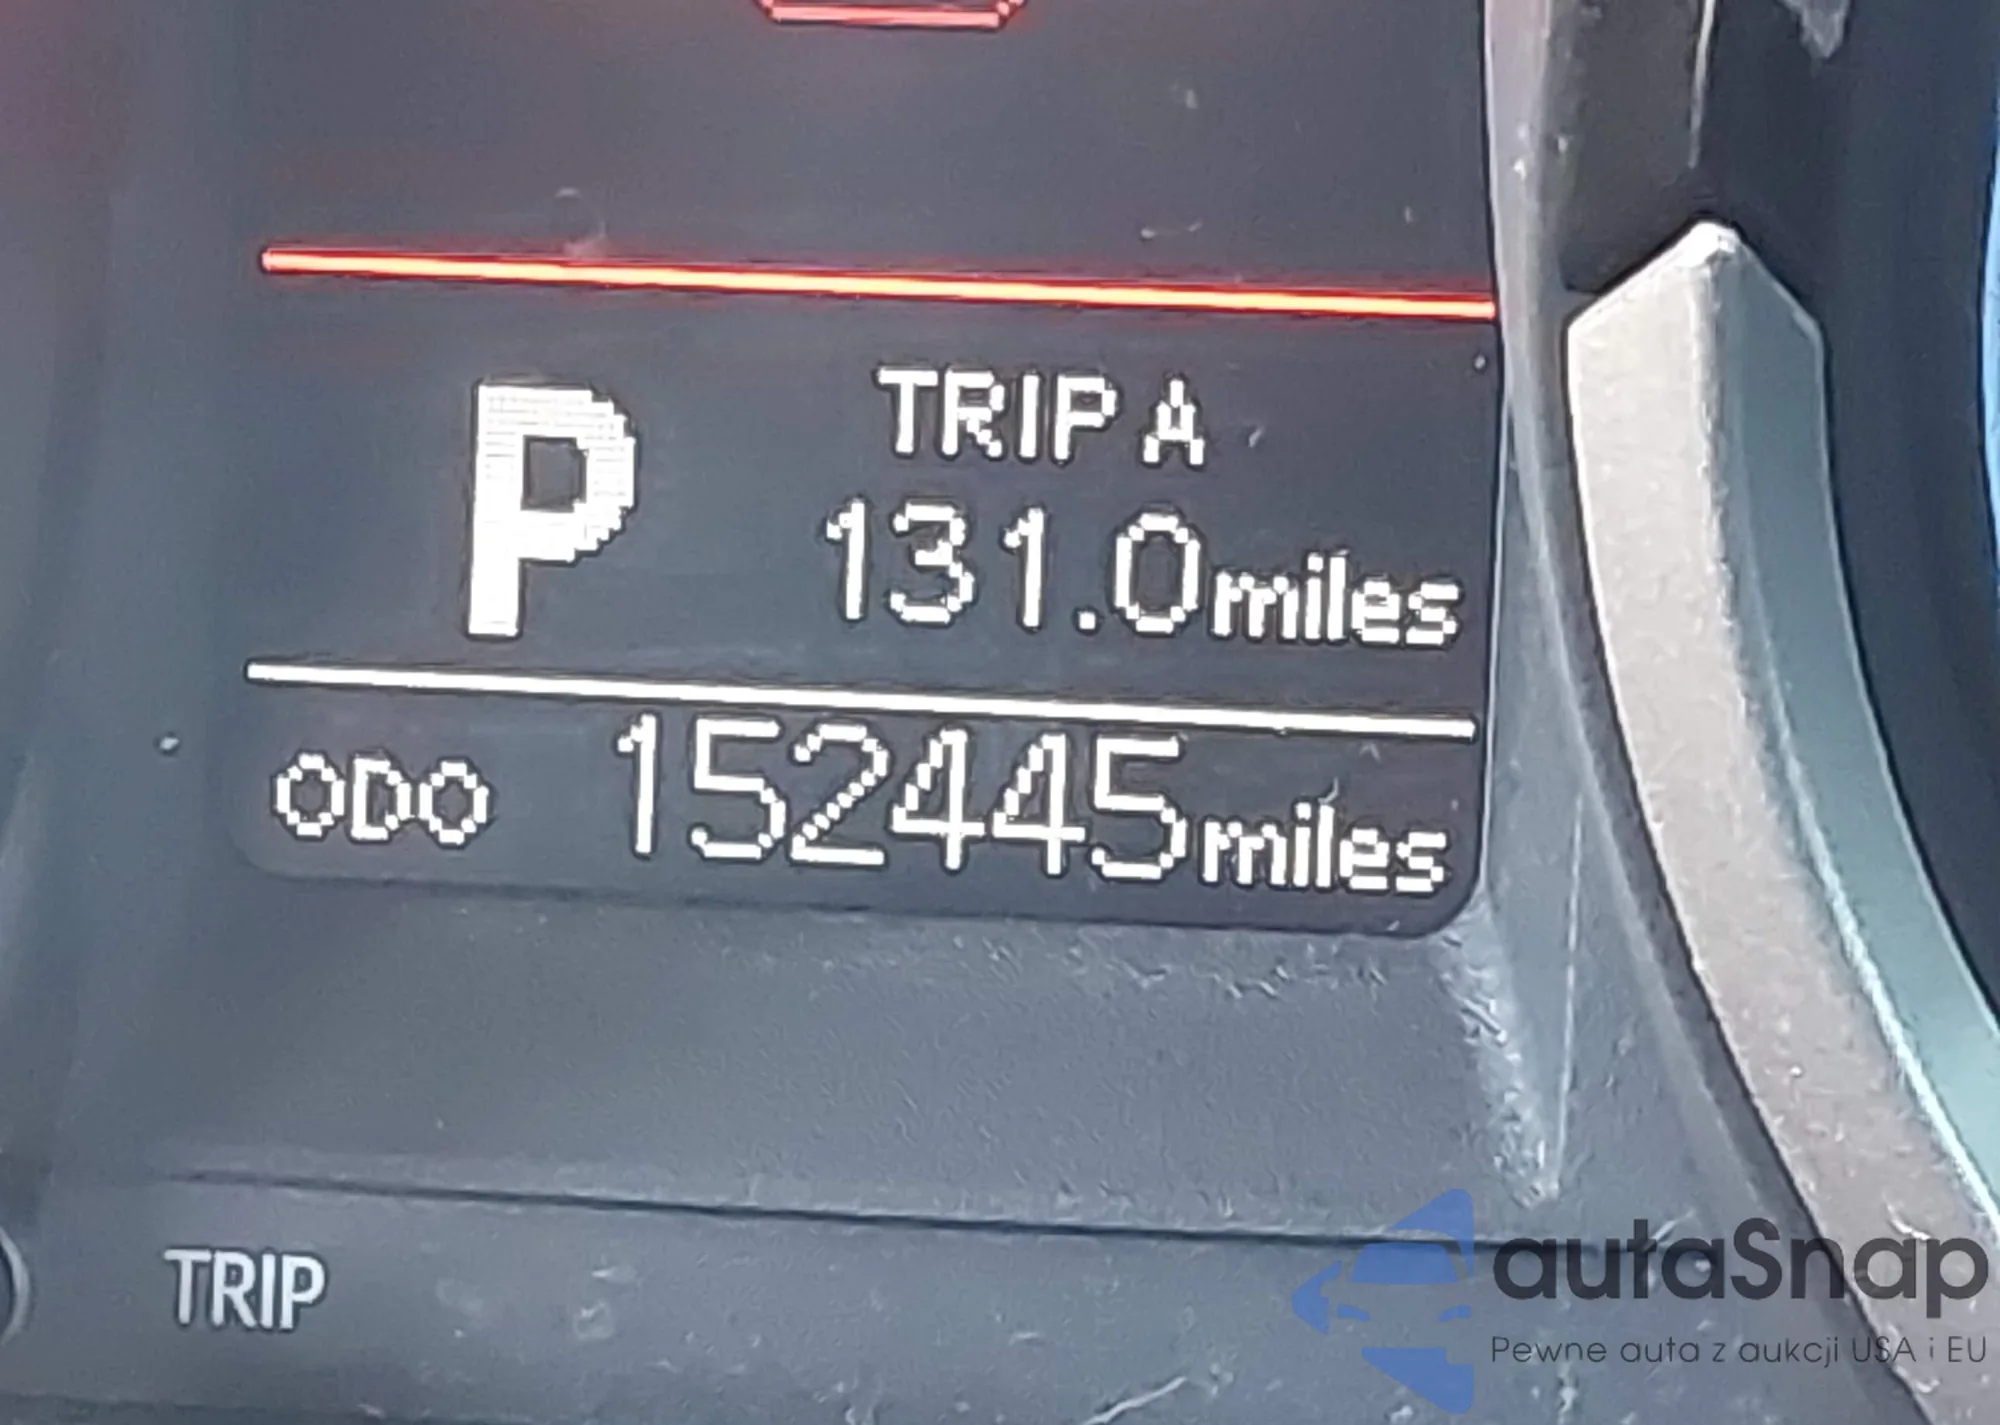 P
TRIP A
131.0miles
ODO 152445miles
TRIP
autaSnap
Pewne auta z aukcji USA i EU